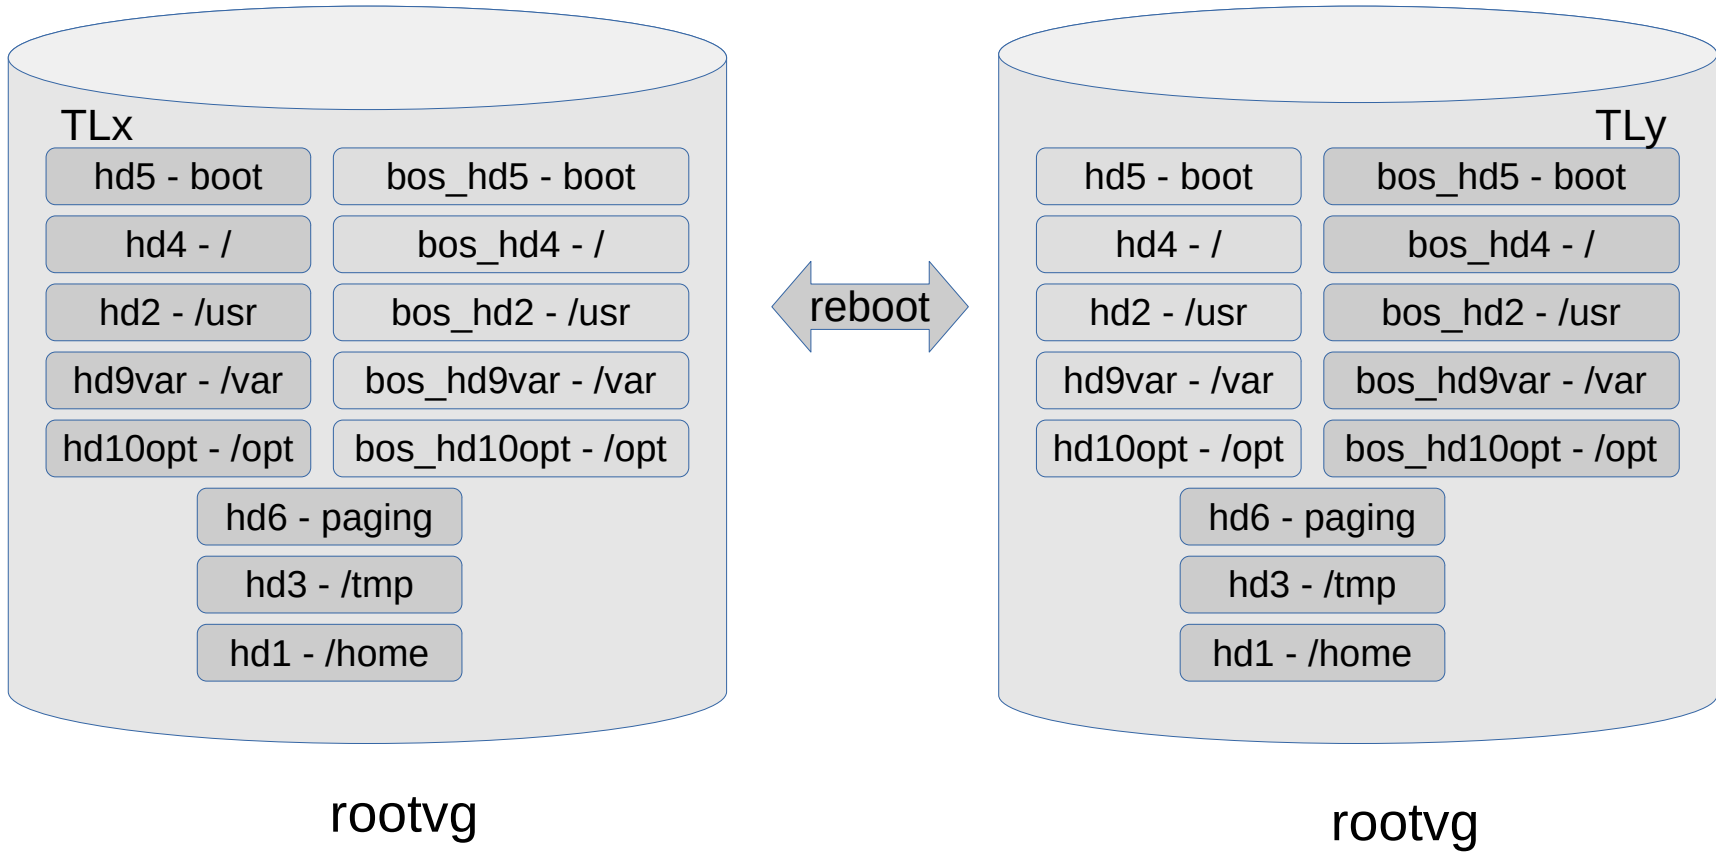 TLx
hd5 - boot
bos_hd5 - boot
hd4 - /
bos_hd4 - /
hd2 - /usr
bos_hd2 - /usr
hd9var - /var
bos_hd9var - /var
hd10opt - /opt
bos_hd10opt - /opt
hd6 - paging
hd3 - /tmp
hd1 - /home
rootvg
reboot
TLy
hd5 - boot
bos_hd5 - boot
hd4 - /
bos_hd4 - /
hd2 - /usr
bos_hd2 - /usr
hd9var - /var
bos_hd9var - /var
hd10opt - /opt
bos_hd10opt - /opt
hd6 - paging
hd3 - /tmp
hd1 - /home
rootvg